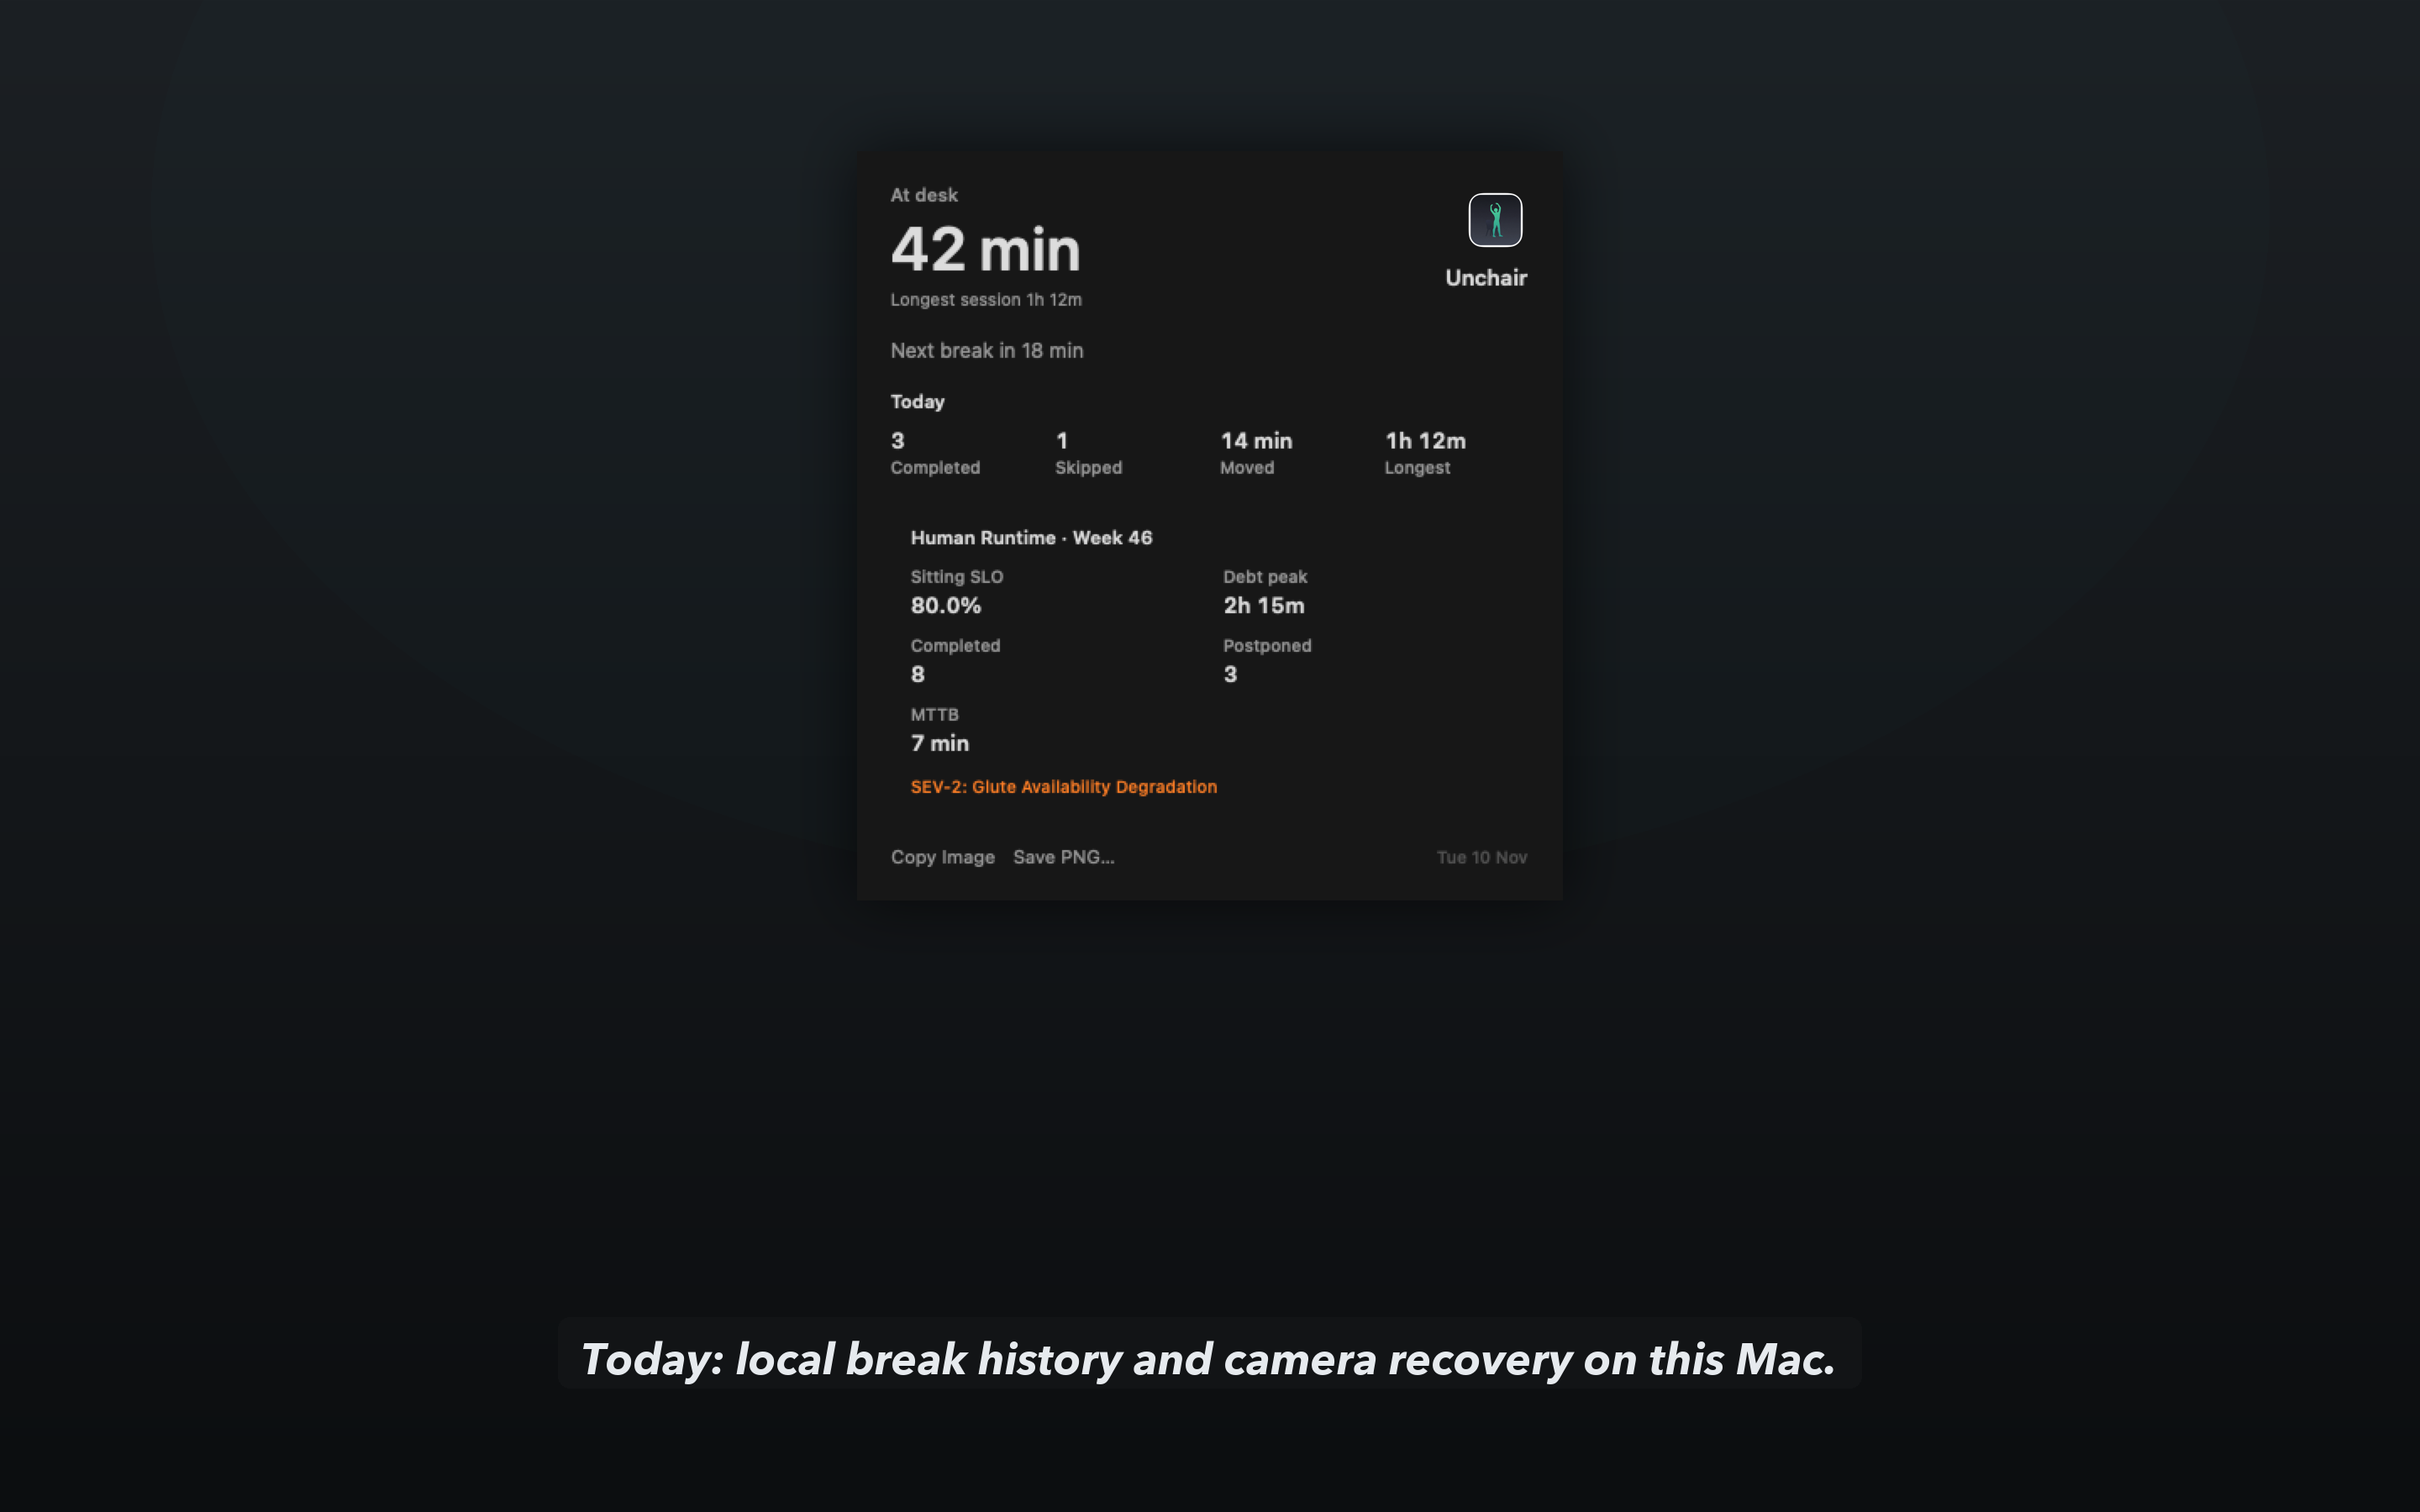 At desk
42 min
Unchair
Longest session 1h 12m
Next break in 18 min
Today
3 1 14 min 1h 12m
Completed Skipped Moved Longest
Human Runtime · Week 46
Sitting SLO Debt peak
80.0% 2h 15m
Completed Postponed
8 3
MTTB
7 min
SEV-2: Glute Availability Degradation
Copy Image Save PNG... Tue 10 Nov
Today: local break history and camera recovery on this Mac.